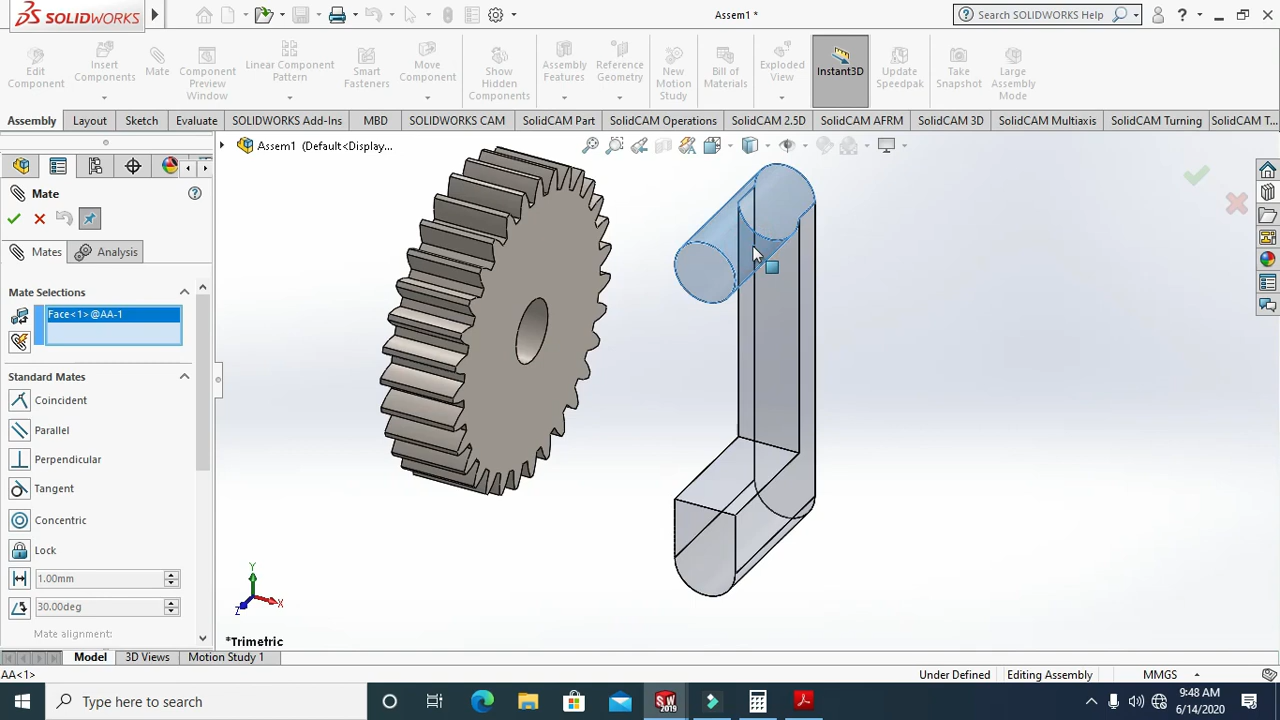 SOLIDWORKS
Assem1 *
Search SOLIDWORKS Help
Edit Component
Insert Components
Mate
Component Preview Window
Linear Component Pattern
Smart Fasteners
Move Component
Show Hidden Components
Assembly Features
Reference Geometry
New Motion Study
Bill of Materials
Exploded View
Instant3D
Update Speedpak
Take Snapshot
Large Assembly Mode
Assembly
Layout
Sketch
Evaluate
SOLIDWORKS Add-Ins
MBD
SOLIDWORKS CAM
SolidCAM Part
SolidCAM Operations
SolidCAM 2.5D
SolidCAM AFRM
SolidCAM 3D
SolidCAM Multiaxis
SolidCAM Turning
SolidCAM T...
Assem1 (Default<Display...
Mate
Mates
Analysis
Mate Selections
Face<1>@AA-1
Standard Mates
Coincident
Parallel
Perpendicular
Tangent
Concentric
Lock
1.00mm
30.00deg
Mate alignment:
Y
X
Z
*Trimetric
Model
3D Views
Motion Study 1
AA<1>
Under Defined
Editing Assembly
MMGS
Type here to search
SW
2019
9:48 AM
6/14/2020